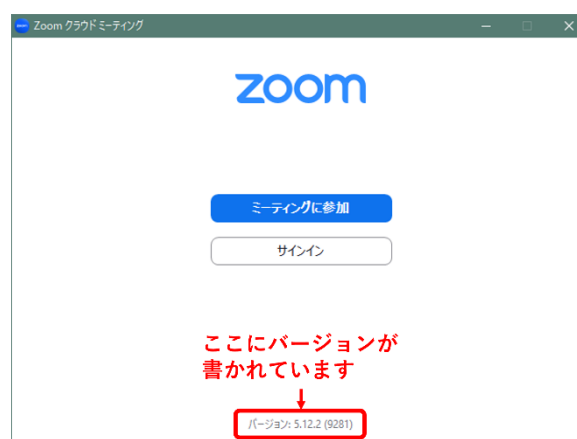 Zoom クラウド ミーティング
zoom
ミーティングに参加
サインイン
ここにバージョンが
書かれています
バージョン: 5.12.2 (9281)